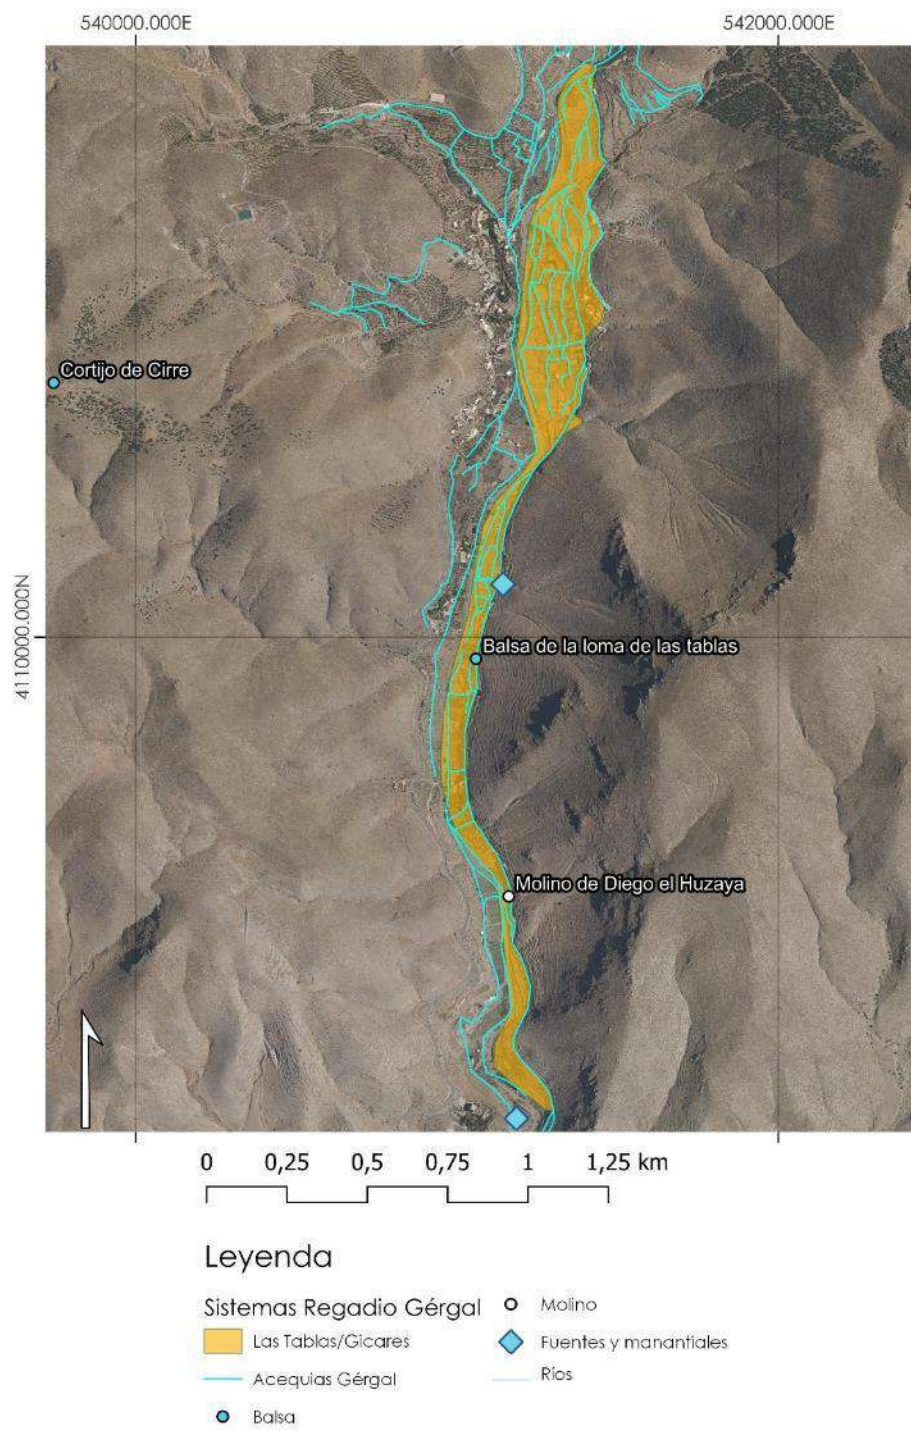 540000.000E
542000.000E
Cortijo de Cirre
4110000.000N
Balsa de la loma de las tablas
Molino de Diego el Huzaya
0 0,25 0,5 0,75 1 1,25 km
Leyenda
Sistemas Regadio Gérgal
Las Tablas/Gicares
Acequias Gérgal
Balsa
Molino
Fuentes y manantiales
Ríos